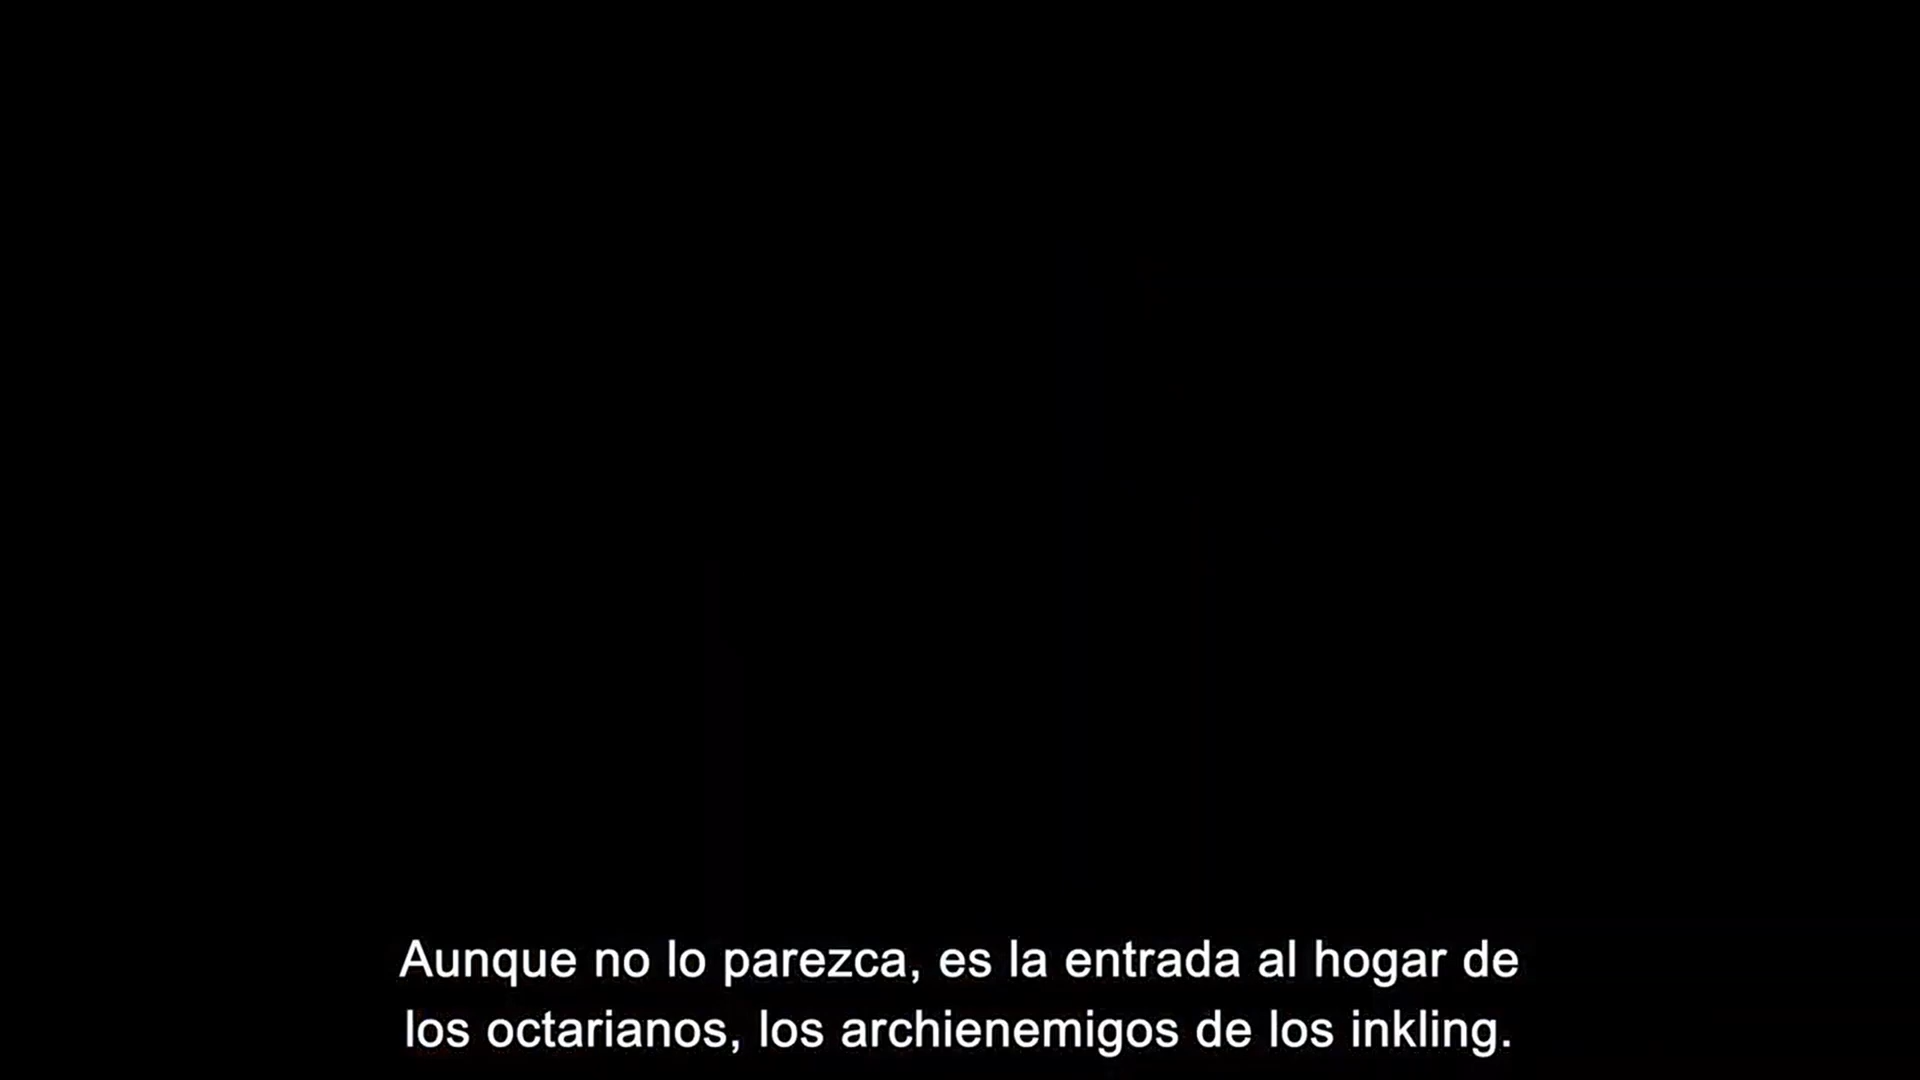 Aunque no lo parezca, es la entrada al hogar de
los octarianos, los archienemigos de los inkling.